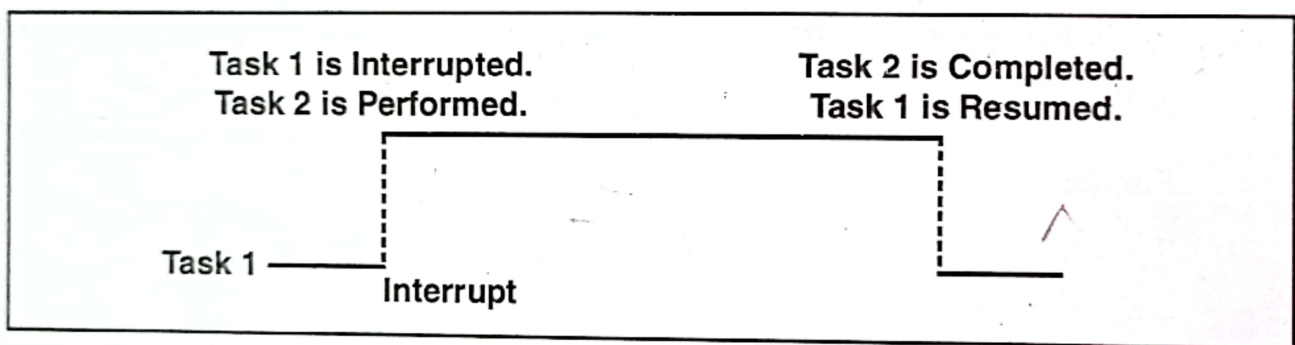 Task 1 is Interrupted.
Task 2 is Performed.
Task 2 is Completed.
Task 1 is Resumed.
Task 1
Interrupt